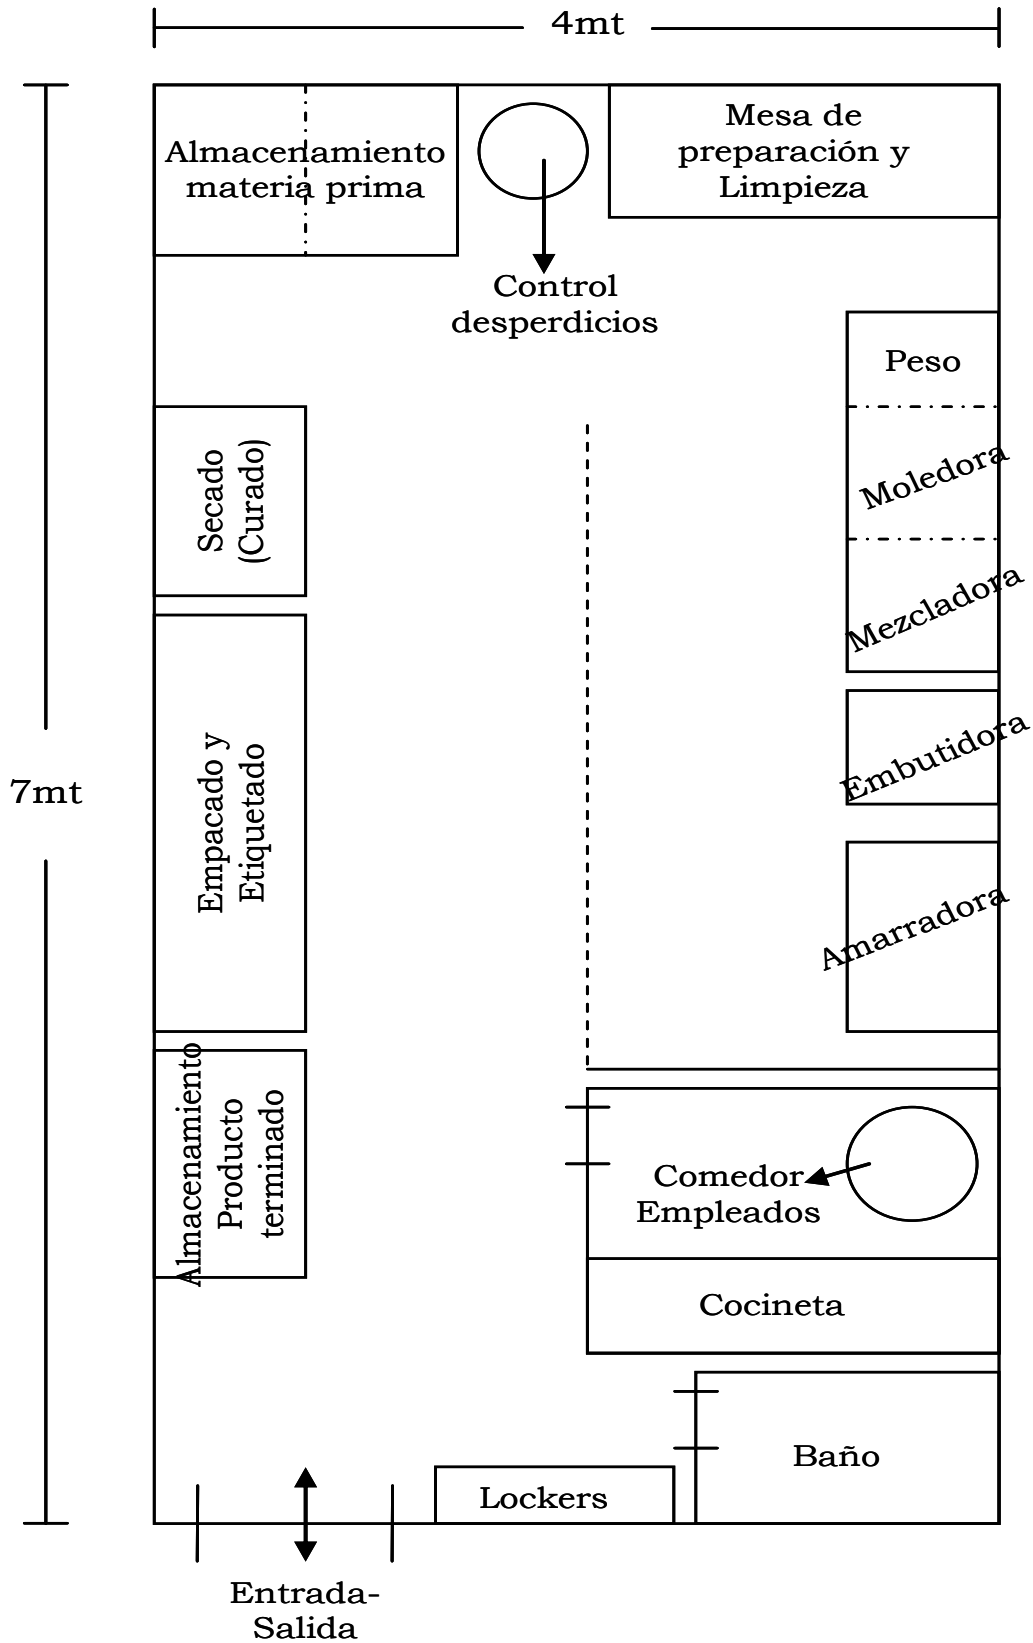 4mt
Almacenamiento
materia prima
Mesa de
preparación y
Limpieza
Control
desperdicios
Peso
Moledora
Mezcladora
Embutidora
Amarradora
Secado
(Curado)
Empacado y
Etiquetado
7mt
Almacenamiento
Producto
terminado
Comedor
Empleados
Cocineta
Baño
Lockers
Entrada-
Salida